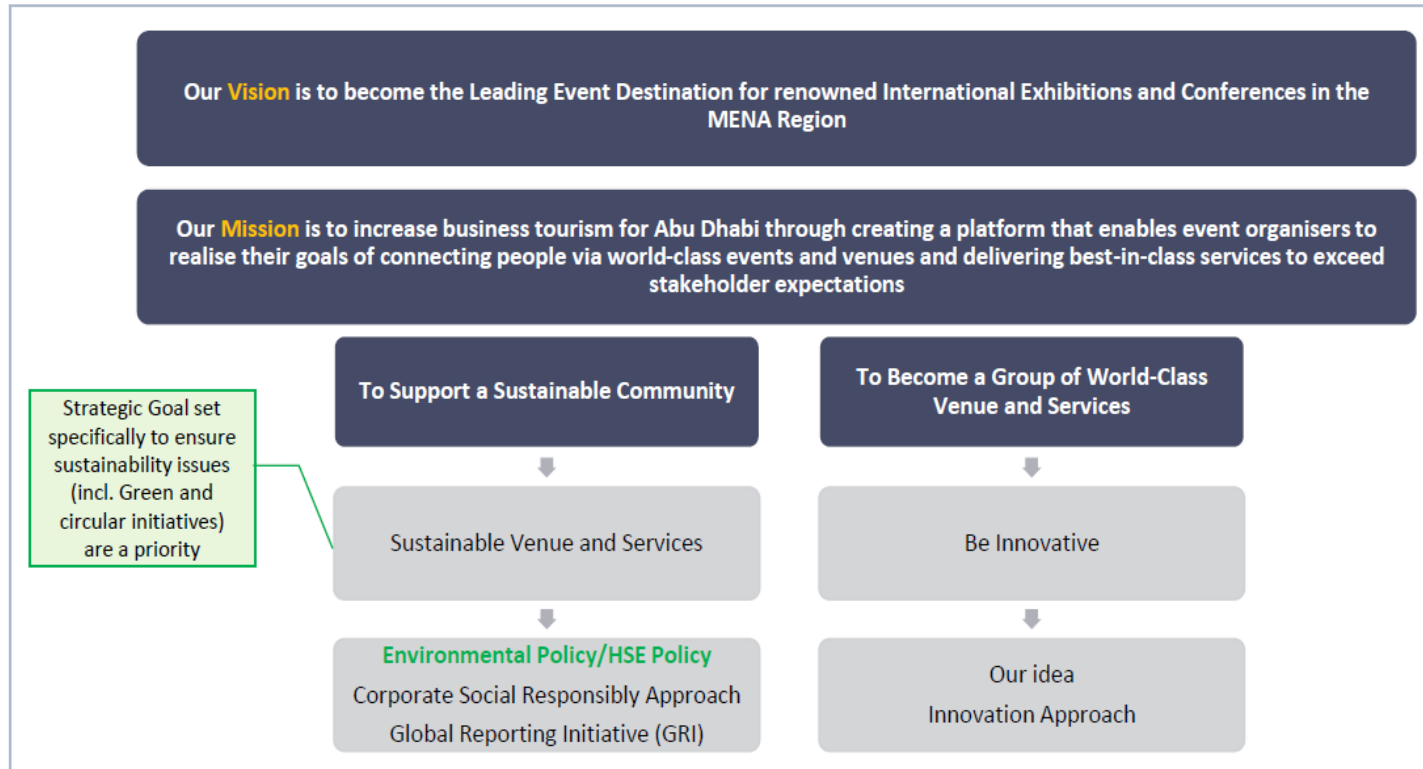 Our Vision is to become the Leading Event Destination for renowned International Exhibitions and Conferences in the
MENA Region
Our Mission is to increase business tourism for Abu Dhabi through creating a platform that enables event organisers to
realise their goals of connecting people via world-class events and venues and delivering best-in-class services to exceed
stakeholder expectations
To Support a Sustainable Community
To Become a Group of World-Class
Venue and Services
Strategic Goal set
specifically to ensure
sustainability issues
(incl. Green and
circular initiatives)
are a priority
Sustainable Venue and Services
Be Innovative
Environmental Policy/HSE Policy
Corporate Social Responsibly Approach
Global Reporting Initiative (GRI)
Our idea
Innovation Approach